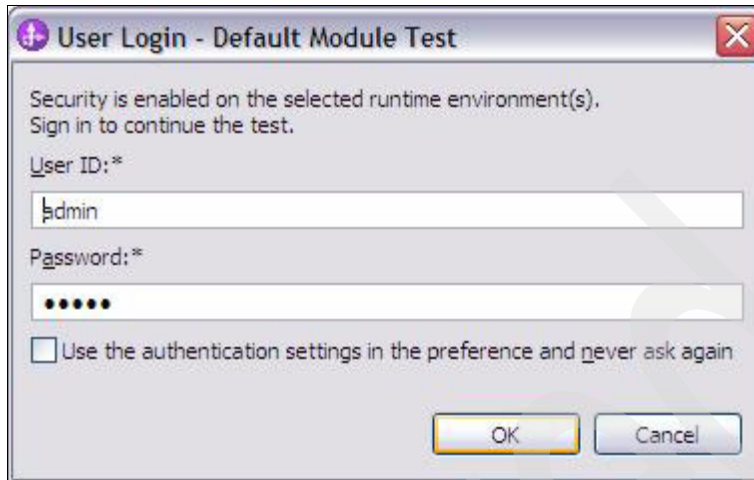 User Login - Default Module Test
Security is enabled on the selected runtime environment(s).
Sign in to continue the test.
User ID:*
admin
Password:*
•••••
Use the authentication settings in the preference and never ask again
OK Cancel